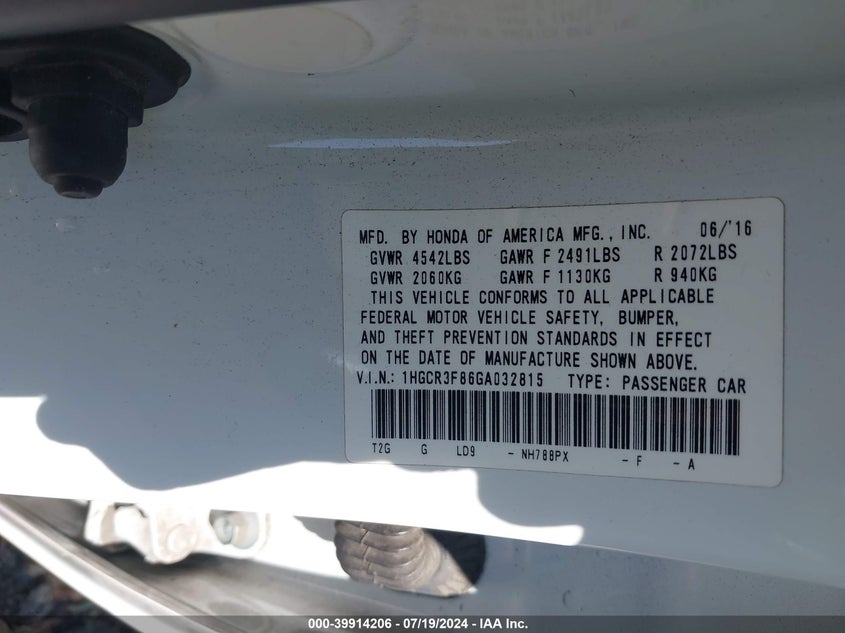 MFD. BY HONDA OF AMERICA MFG., INC. 06/'16
GVWR 4542LBS GAWR F 2491LBS R 2072LBS
GVWR 2060KG GAWR F 1130KG R 940KG
THIS VEHICLE CONFORMS TO ALL APPLICABLE
FEDERAL MOTOR VEHICLE SAFETY, BUMPER,
AND THEFT PREVENTION STANDARDS IN EFFECT
ON THE DATE OF MANUFACTURE SHOWN ABOVE.
V.I.N.: 1HGCR3F86GA032815 TYPE: PASSENGER CAR
T2G G LD9 - NH788PX - F - A
000-39914206 - 07/19/2024 - IAA Inc.